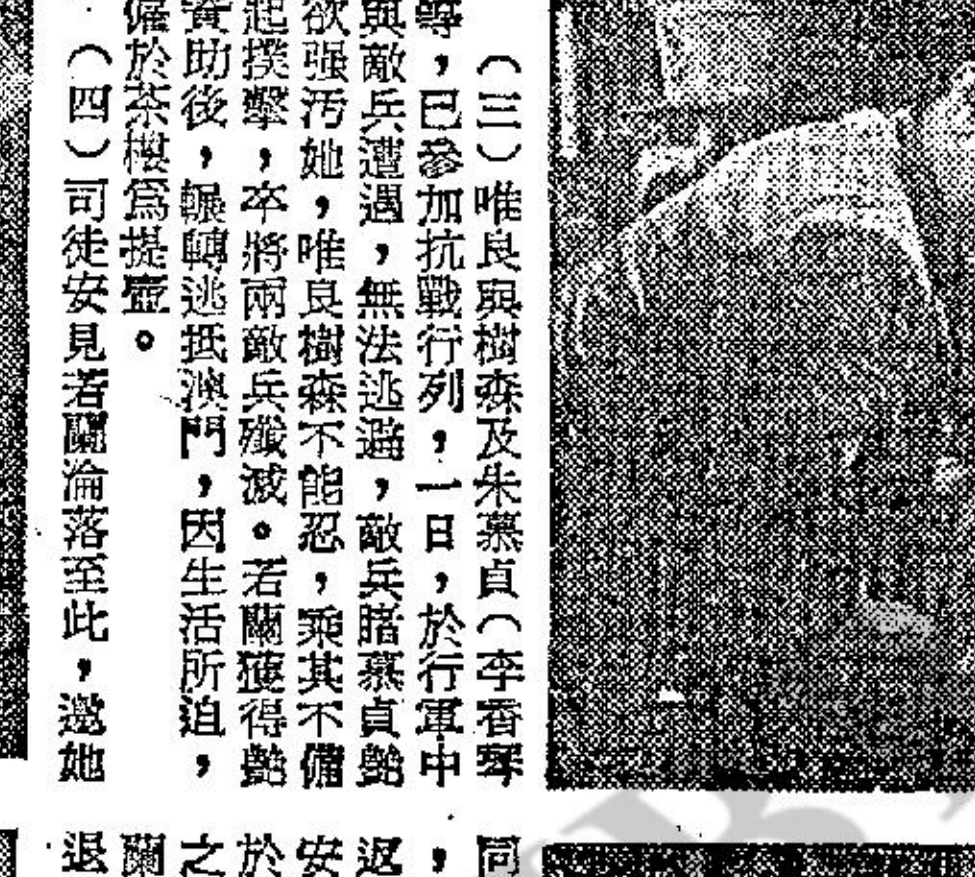 （三）唯良與樹森及朱慕貞（李香琴
等，已參加抗戰行列，一日，於行軍中
與敵兵遭遇，無法逃避，敵兵睹慕貞艷
欲强汚她，唯良樹森不能忍，乘其不備
起撲擊，卒將兩敵兵殲滅。若蘭獲得艷
資助後，輾轉逃抵澳門，因生活所迫，
僱於茶樓爲提壼。
（四）司徒安見若蘭淪落至此，邀她
同
，
返
安
於
之
蘭
退